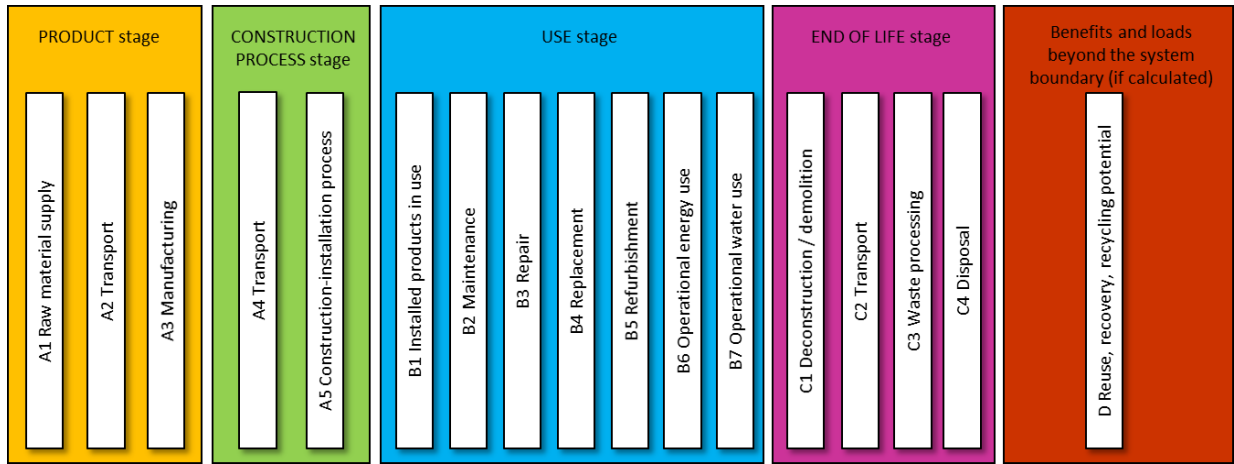 PRODUCT stage
A1 Raw material supply
A2 Transport
A3 Manufacturing
CONSTRUCTION
PROCESS stage
A4 Transport
A5 Construction-installation process
USE stage
B1 Installed products in use
B2 Maintenance
B3 Repair
B4 Replacement
B5 Refurbishment
B6 Operational energy use
B7 Operational water use
END OF LIFE stage
C1 Deconstruction / demolition
C2 Transport
C3 Waste processing
C4 Disposal
Benefits and loads
beyond the system
boundary (if calculated)
D Reuse, recovery, recycling potential